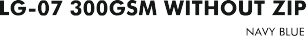 LG-07 300GSM WITHOUT ZIP
NAVY BLUE